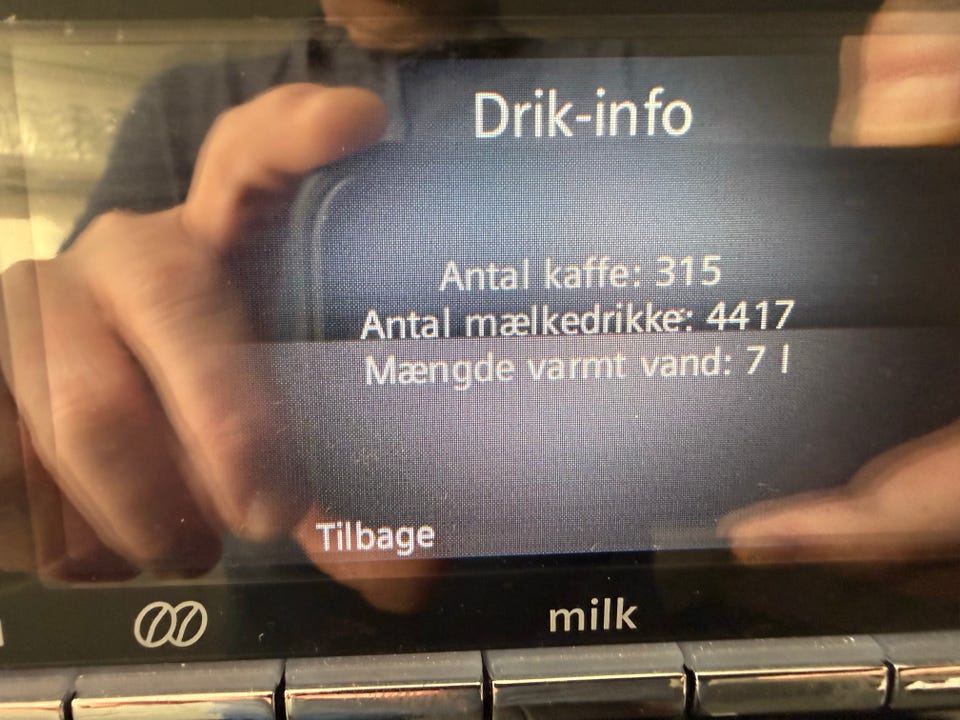 Drik-info
Antal kaffe: 315
Antal mælkedrikke: 4417
Mængde varmt vand: 7 l
Tilbage
milk